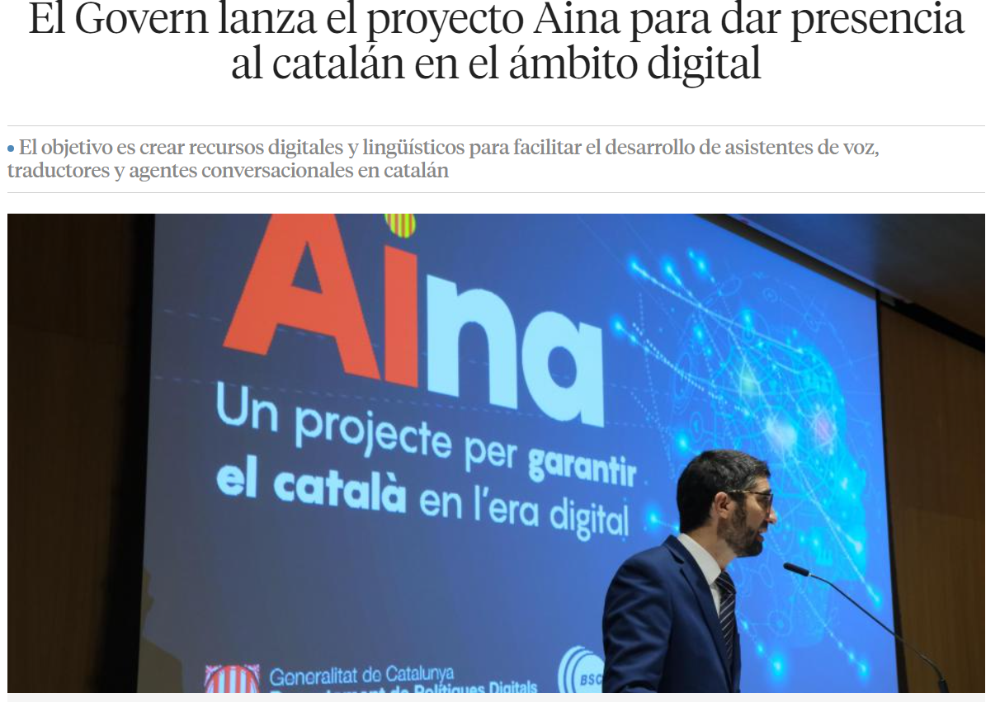 El Govern lanza el proyecto Aina para dar presencia
al catalán en el ámbito digital
• El objetivo es crear recursos digitales y lingüísticos para facilitar el desarrollo de asistentes de voz,
traductores y agentes conversacionales en catalán
Aina
Un projecte per garantir
el català en l'era digital
Generalitat de Catalunya
Departament de Polítiques Digitals
BSC